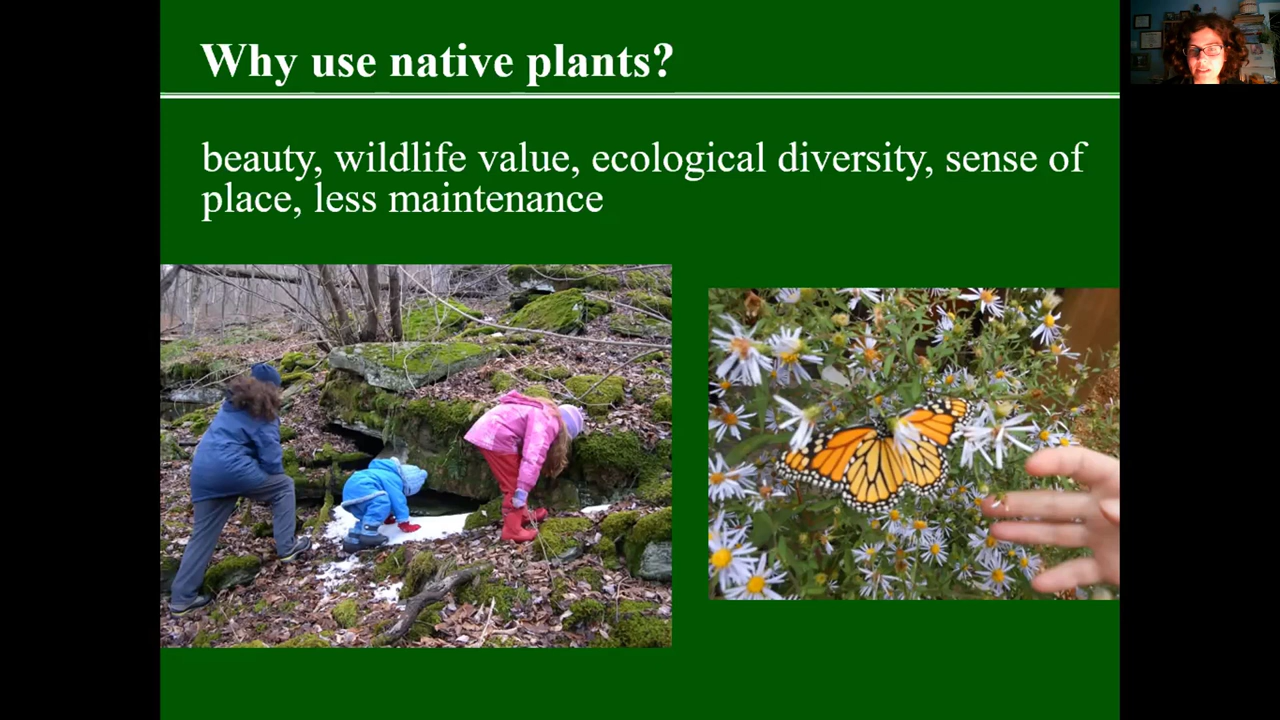 Why use native plants?
beauty, wildlife value, ecological diversity, sense of
place, less maintenance